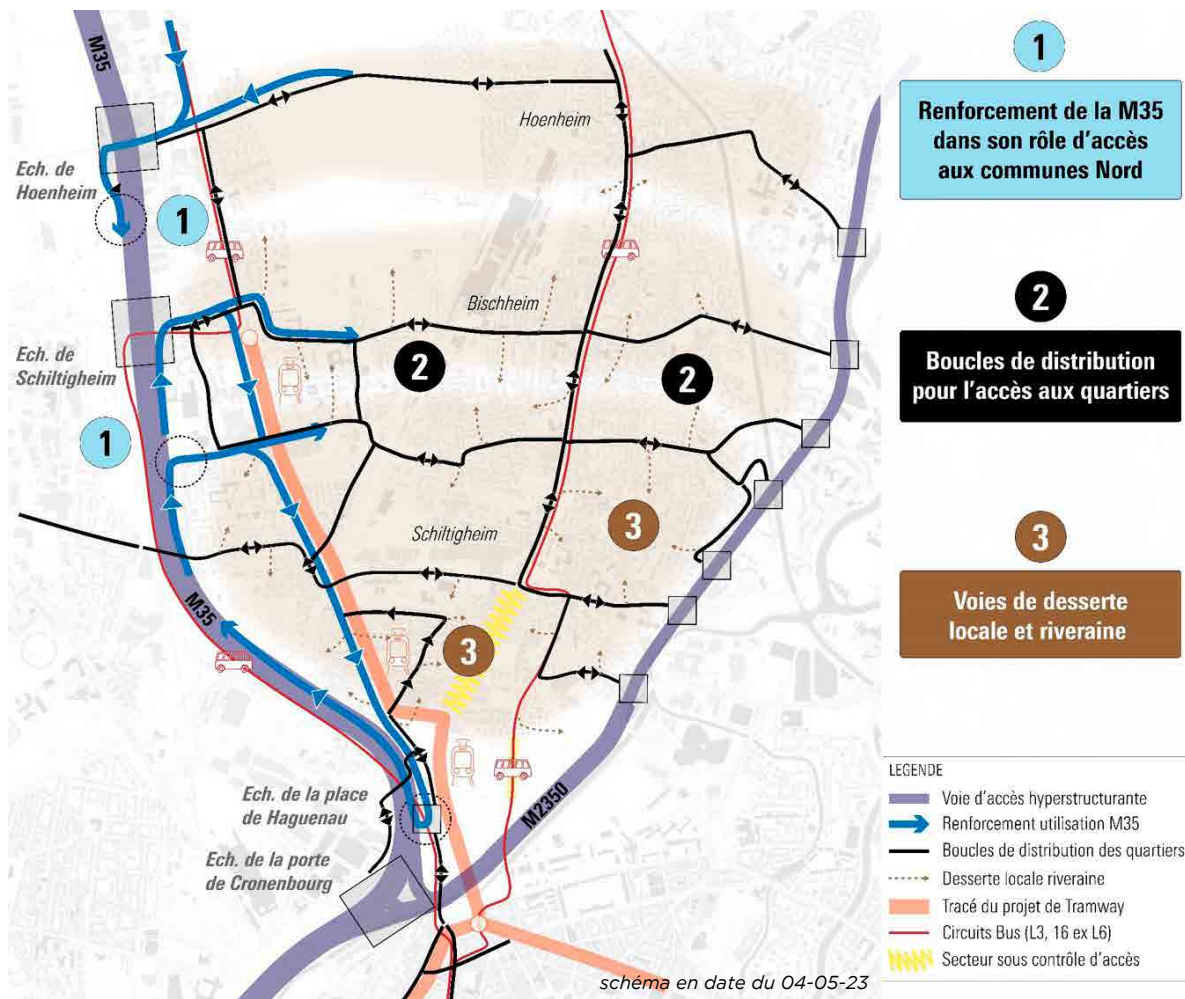 M35
Hoenheim
Ech. de
Hoenheim
1
Bischheim
Ech. de
Schiltigheim
2
2
1
3
Schiltigheim
M35
3
M2350
Ech. de la place
de Haguenau
Ech. de la porte
de Cronenbourg
schéma en date du 04-05-23
1
Renforcement de la M35
dans son rôle d'accès
aux communes Nord
2
Boucles de distribution
pour l'accès aux quartiers
3
Voies de desserte
locale et riveraine
LEGENDE
Voie d'accès hyperstructurante
Renforcement utilisation M35
Boucles de distribution des quartiers
Desserte locale riveraine
Tracé du projet de Tramway
Circuits Bus (L3, 16 ex L6)
Secteur sous contrôle d'accès